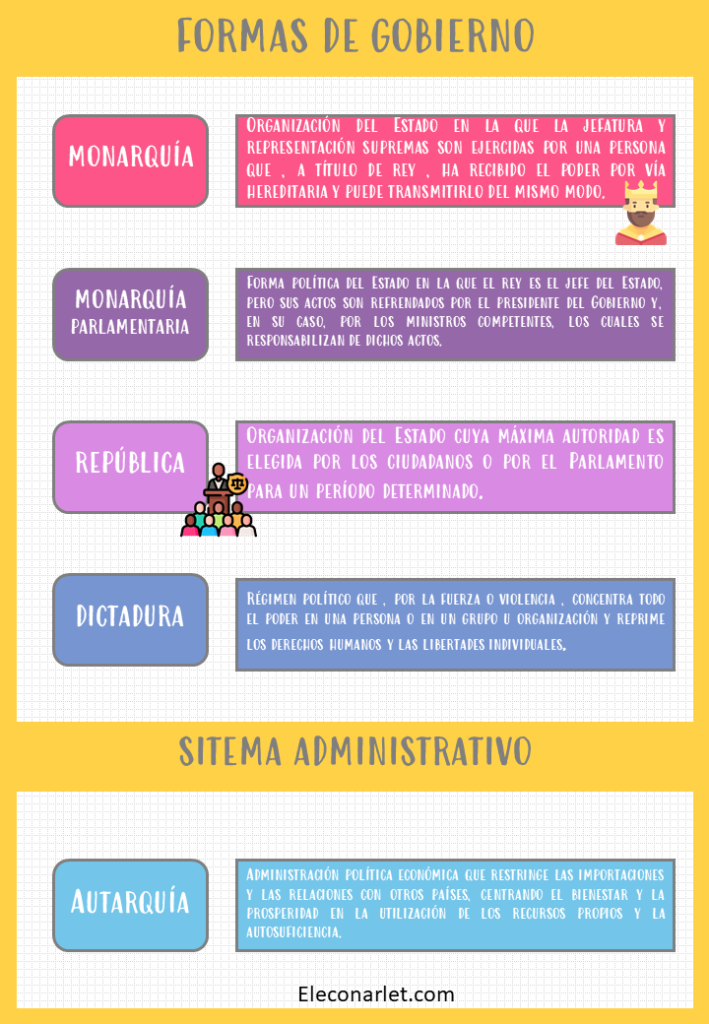 Formas de gobierno
monarquía
Organización del Estado en la que la jefatura y
representación supremas son ejercidas por una persona
que , a título de rey , ha recibido el poder por vía
hereditaria y puede transmitirlo del mismo modo.
monarquía
parlamentaria
Forma política del Estado en la que el rey es el jefe del Estado,
pero sus actos son refrendados por el presidente del Gobierno y,
en su caso, por los ministros competentes, los cuales se
responsabilizan de dichos actos.
república
Organización del Estado cuya máxima autoridad es
elegida por los ciudadanos o por el Parlamento
para un período determinado.
dictadura
Régimen político que , por la fuerza o violencia , concentra todo
el poder en una persona o en un grupo u organización y reprime
los derechos humanos y las libertades individuales.
sitema administrativo
Autarquía
Administración política económica que restringe las importaciones
y las relaciones con otros países, centrando el bienestar y la
prosperidad en la utilización de los recursos propios y la
autosuficiencia.
Eleconarlet.com